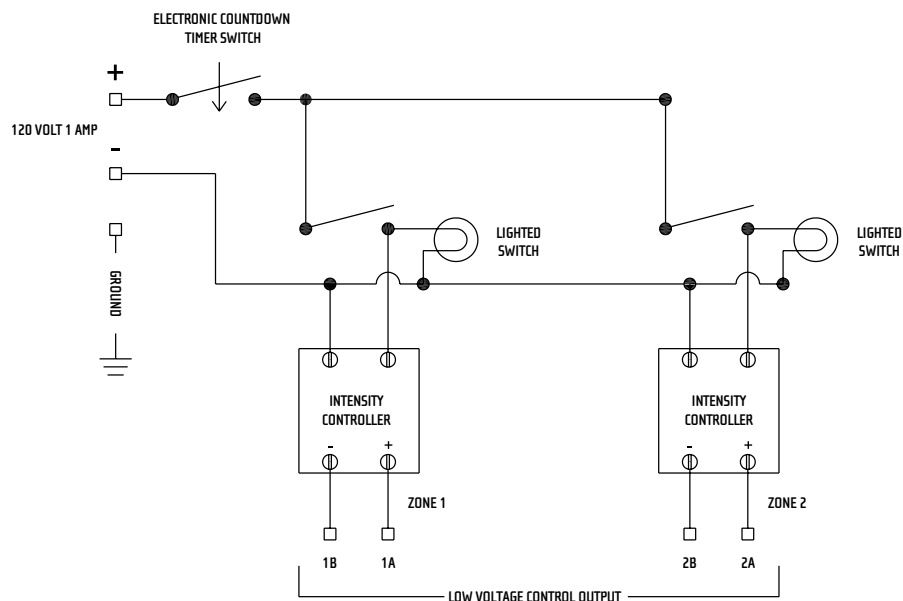 ELECTRONIC COUNTDOWN
TIMER SWITCH
+
120 VOLT 1 AMP
-
GROUND
LIGHTED
SWITCH
LIGHTED
SWITCH
INTENSITY
CONTROLLER
- +
INTENSITY
CONTROLLER
- +
ZONE 1
ZONE 2
1B 1A
2B 2A
LOW VOLTAGE CONTROL OUTPUT